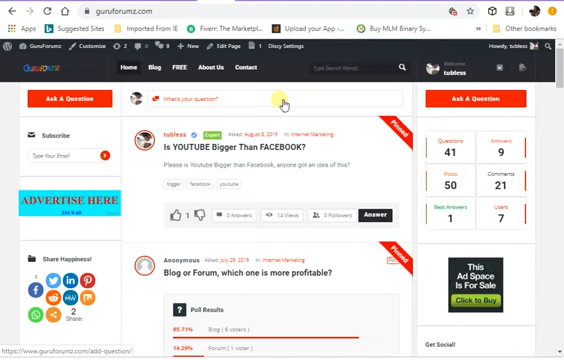 guruforumz.com
Apps
Suggested Sites
Imported From IE
Fiverr: The Marketpl...
Buy MLM Binary Sy...
Other bookmarks
GuruForumz
Customize
2
0
New
Edit Page
1
Discy Settings
Howdy, tubless
GuruForumz
Home
Blog
FREE
About Us
Contact
Type Search Words
Welcome
tubless
Ask A Question
What's your question?
Ask A Question
Subscribe
Type Your Email
ADVERTISE HERE
Share Happiness!
2
2
Share!
Pinned
tubless
Expert
Asked: August 8, 2019
In: Internet Marketing
Is YOUTUBE Bigger Than FACEBOOK?
Please is Youtube Bigger than Facebook, anyone got an idea of this?
bigger
facebook
youtube
1
0 Answers
14 Views
0 Followers
Answer
Pinned
Anonymous
Asked: July 29, 2019
In: Internet Marketing
Blog or Forum, which one is more profitable?
Poll Results
85.71%
Blog ( 6 voters )
14.29%
Forum ( 1 voter )
Questions
41
Answers
9
Posts
50
Comments
21
Best Answers
1
Users
7
This
Ad Space
Is For Sale
Click to Buy
Get Social!
https://www.guruforumz.com/add-question/